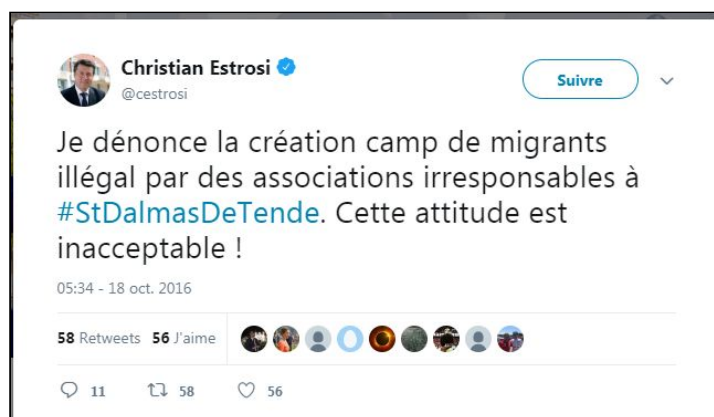 Christian Estrosi
@cestrosi
Suivre
Je dénonce la création camp de migrants
illégal par des associations irresponsables à
#StDalmasDeTende. Cette attitude est
inacceptable !
05:34 - 18 oct. 2016
58 Retweets 56 J'aime
11 58 56